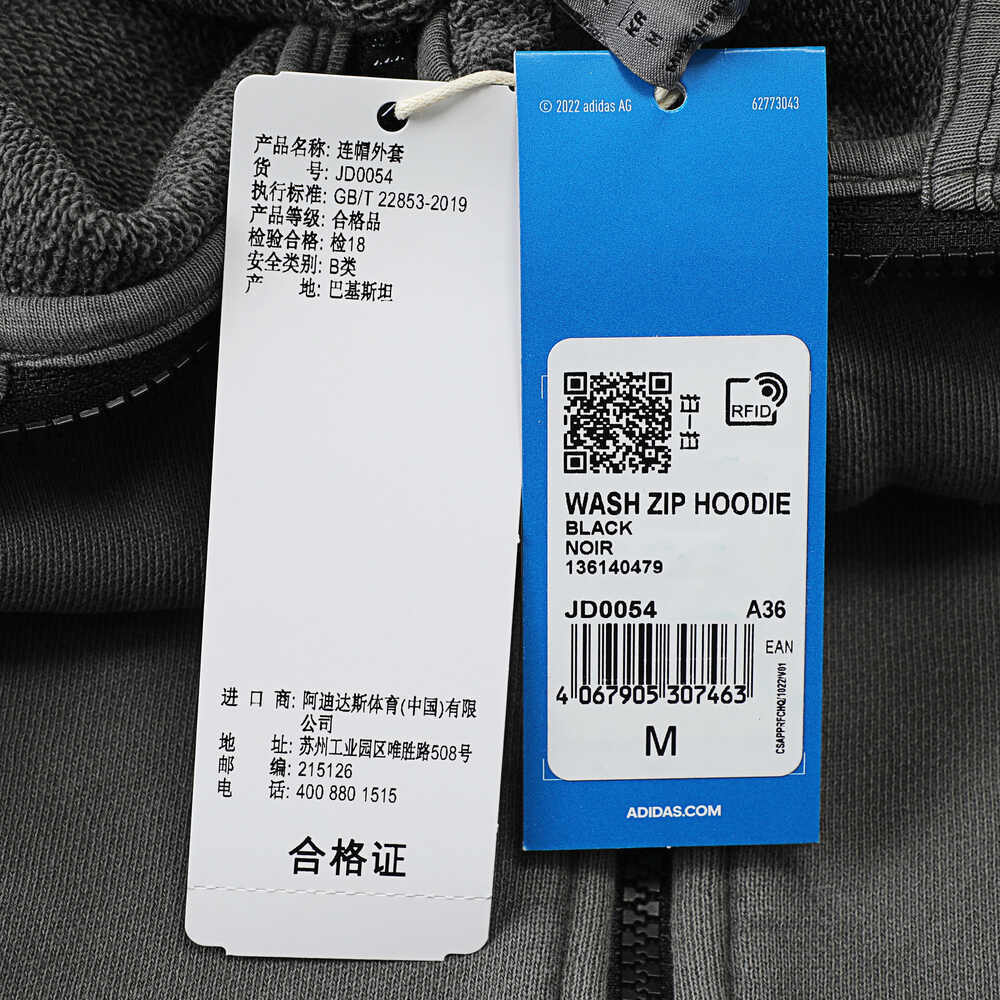 产品名称: 连帽外套
货 号: JD0054
执行标准: GB/T 22853-2019
产品等级: 合格品
检验合格: 检18
安全类别: B类
产 地: 巴基斯坦
进 口 商: 阿迪达斯体育(中国)有限
公司
地 址: 苏州工业园区唯胜路508号
邮 编: 215126
电 话: 400 880 1515
合格证
KR
M
© 2022 adidas AG 62773043
RFID
WASH ZIP HOODIE
BLACK
NOIR
136140479
JD0054 A36
EAN
4 067905 307463
M
CSAPPRFCHQ/1022/V01
ADIDAS.COM